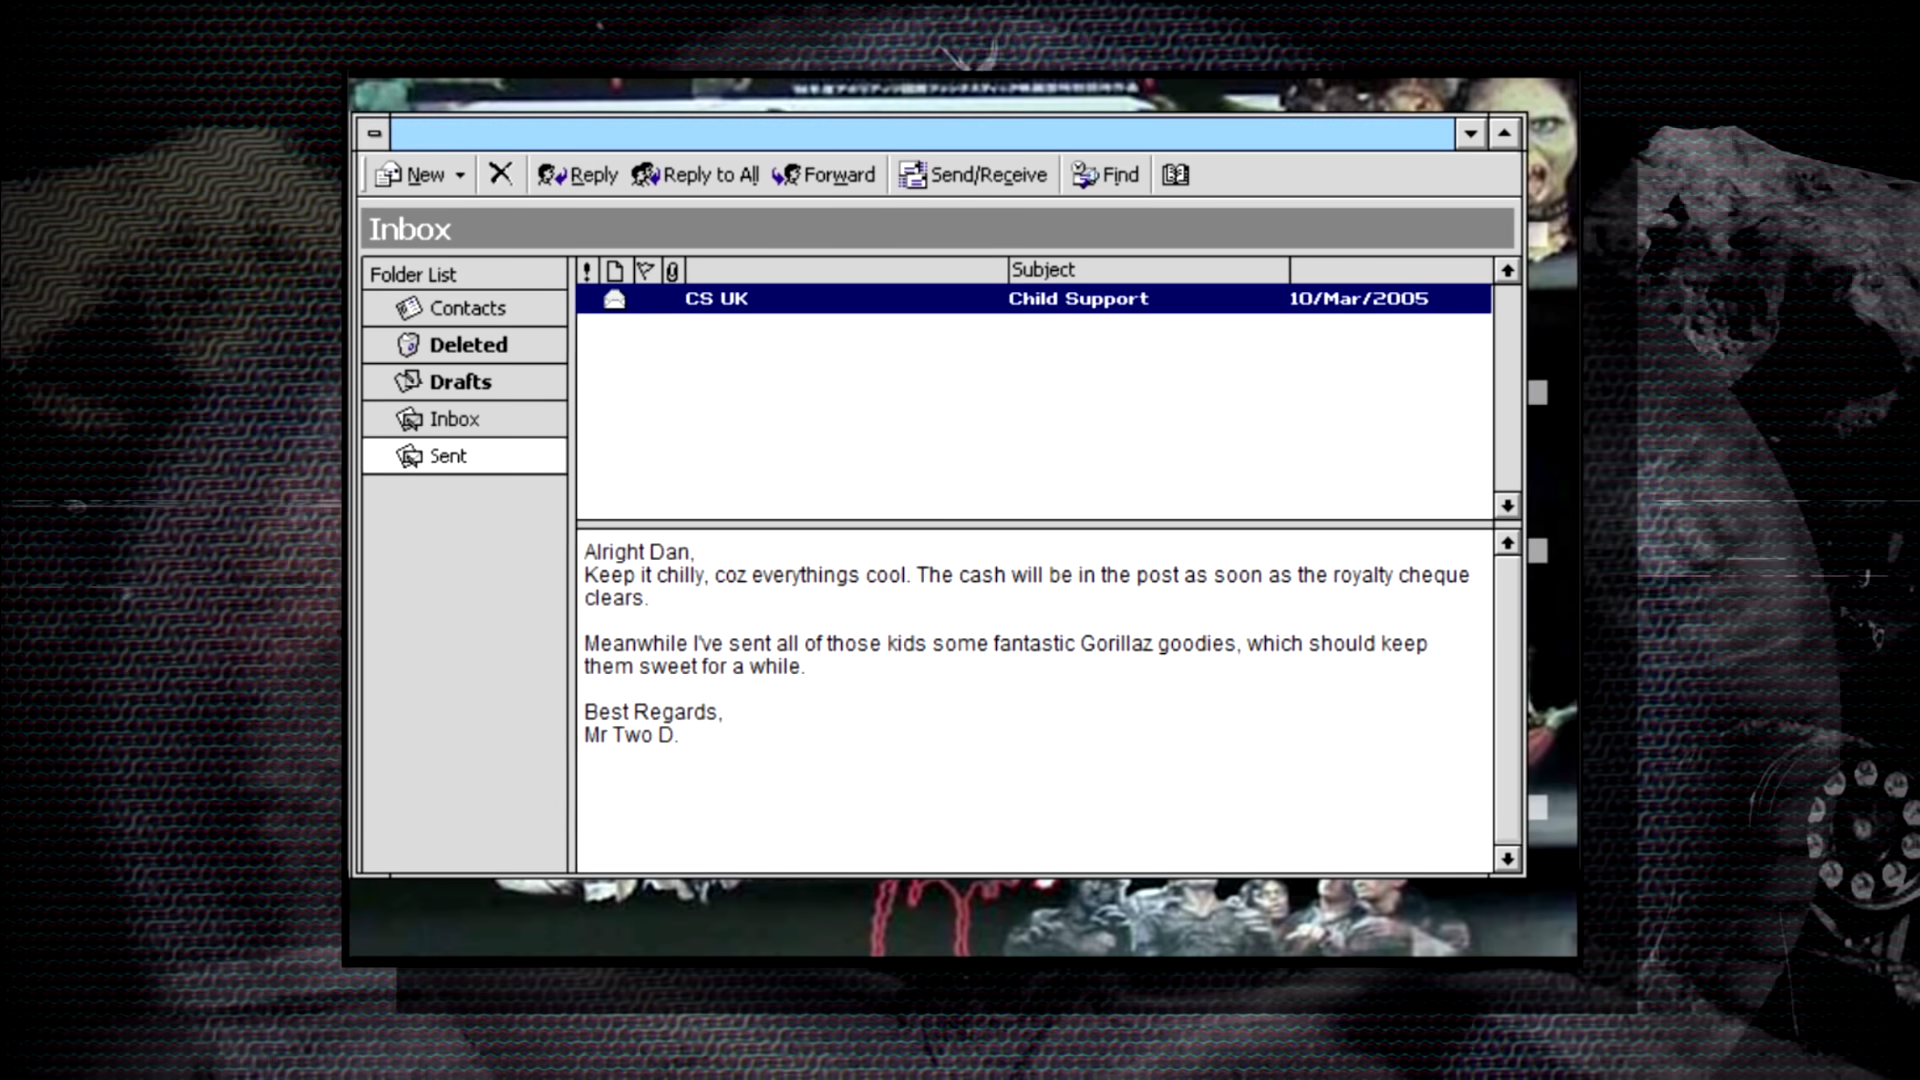 New
Reply
Reply to All
Forward
Send/Receive
Find
Inbox
Folder List
Contacts
Deleted
Drafts
Inbox
Sent
! Subject
CS UK Child Support 10/Mar/2005
Alright Dan,
Keep it chilly, coz everythings cool. The cash will be in the post as soon as the royalty cheque
clears.
Meanwhile I've sent all of those kids some fantastic Gorillaz goodies, which should keep
them sweet for a while.
Best Regards,
Mr Two D.